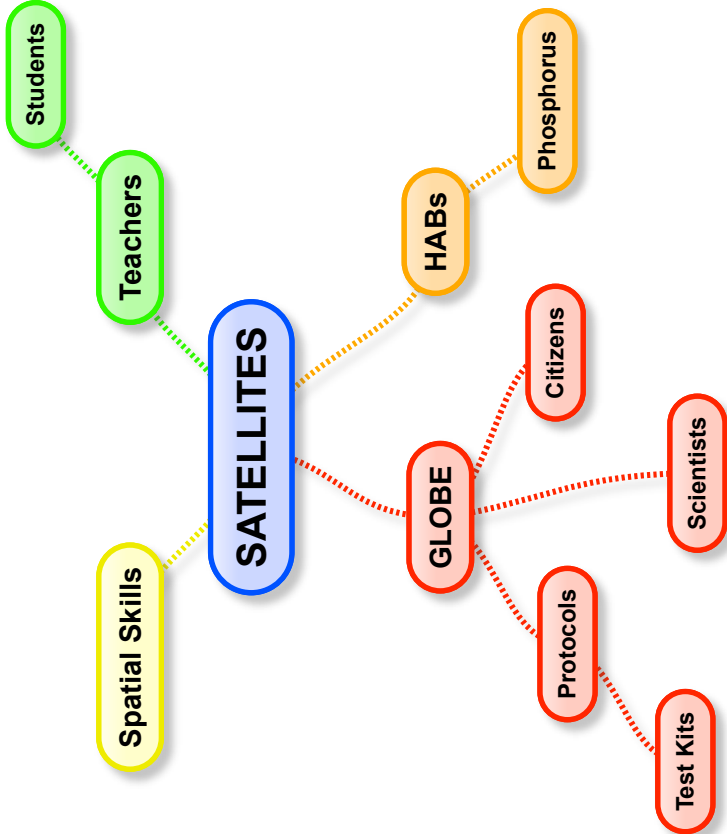 Spatial Skills
Teachers
Students
SATELLITES
GLOBE
HABs
Protocols
Citizens
Phosphorus
Test Kits
Scientists